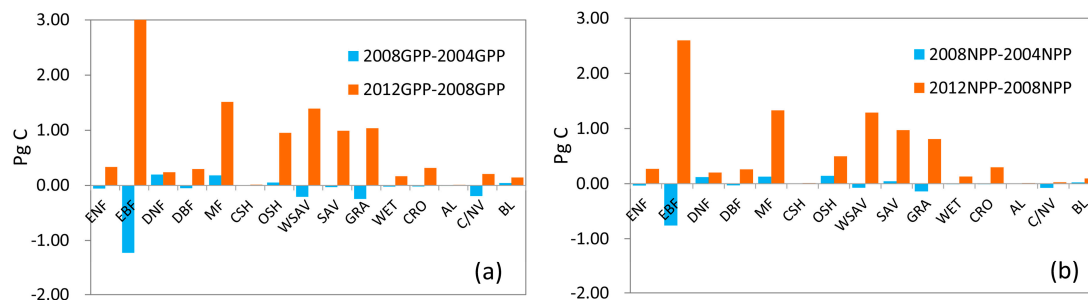 3.00
2.00
1.00
0.00
-1.00
-2.00
Pg C
2008GPP-2004GPP
2012GPP-2008GPP
ENF
EBF
DNF
DBF
MF
CSH
OSH
WSAV
SAV
GRA
WET
CRO
AL
C/NV
BL
(a)
3.00
2.00
1.00
0.00
-1.00
-2.00
Pg C
2008NPP-2004NPP
2012NPP-2008NPP
ENF
EBF
DNF
DBF
MF
CSH
OSH
WSAV
SAV
GRA
WET
CRO
AL
C/NV
BL
(b)